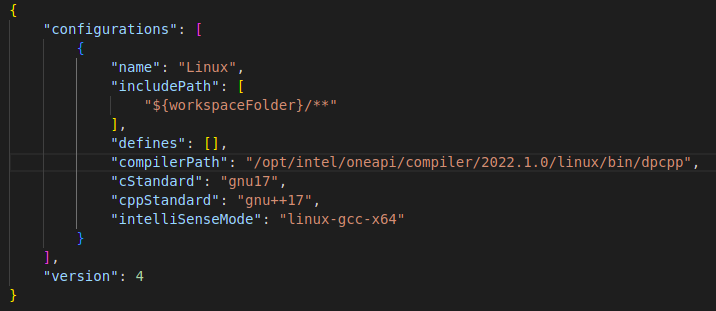 {
    "configurations": [
        {
            "name": "Linux",
            "includePath": [
                "${workspaceFolder}/**"
            ],
            "defines": [],
            "compilerPath": "/opt/intel/oneapi/compiler/2022.1.0/linux/bin/dpcpp",
            "cStandard": "gnu17",
            "cppStandard": "gnu++17",
            "intelliSenseMode": "linux-gcc-x64"
        }
    ],
    "version": 4
}